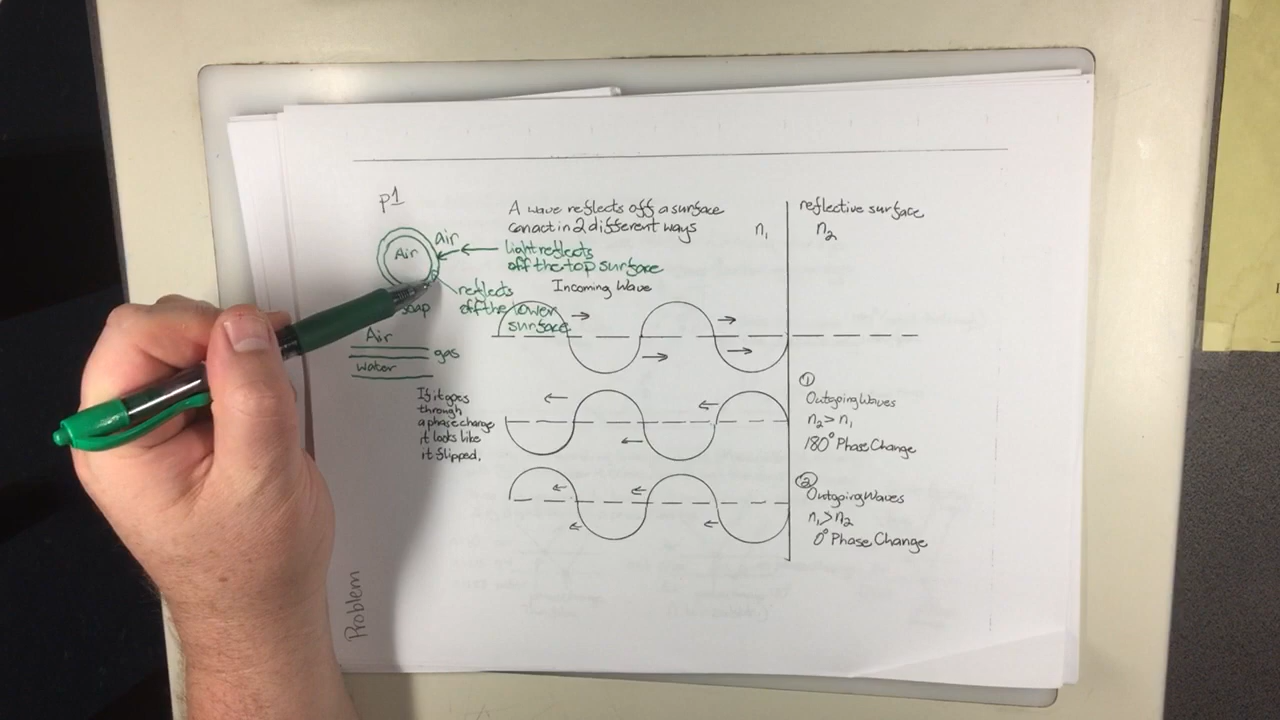 p1
A wave reflects off a surface
can act in 2 different ways
n₁
reflective surface
n₂
Air
air
light reflects
off the top surface
reflects
off the lower
surface
soap
Incoming Wave
Air
gas
water
If it goes
through
a phase change
it looks like
it flipped.
①
Outgoing Waves
n₂ > n₁
180° Phase Change
②
Outgoing Waves
n₁ > n₂
0° Phase Change
Problem